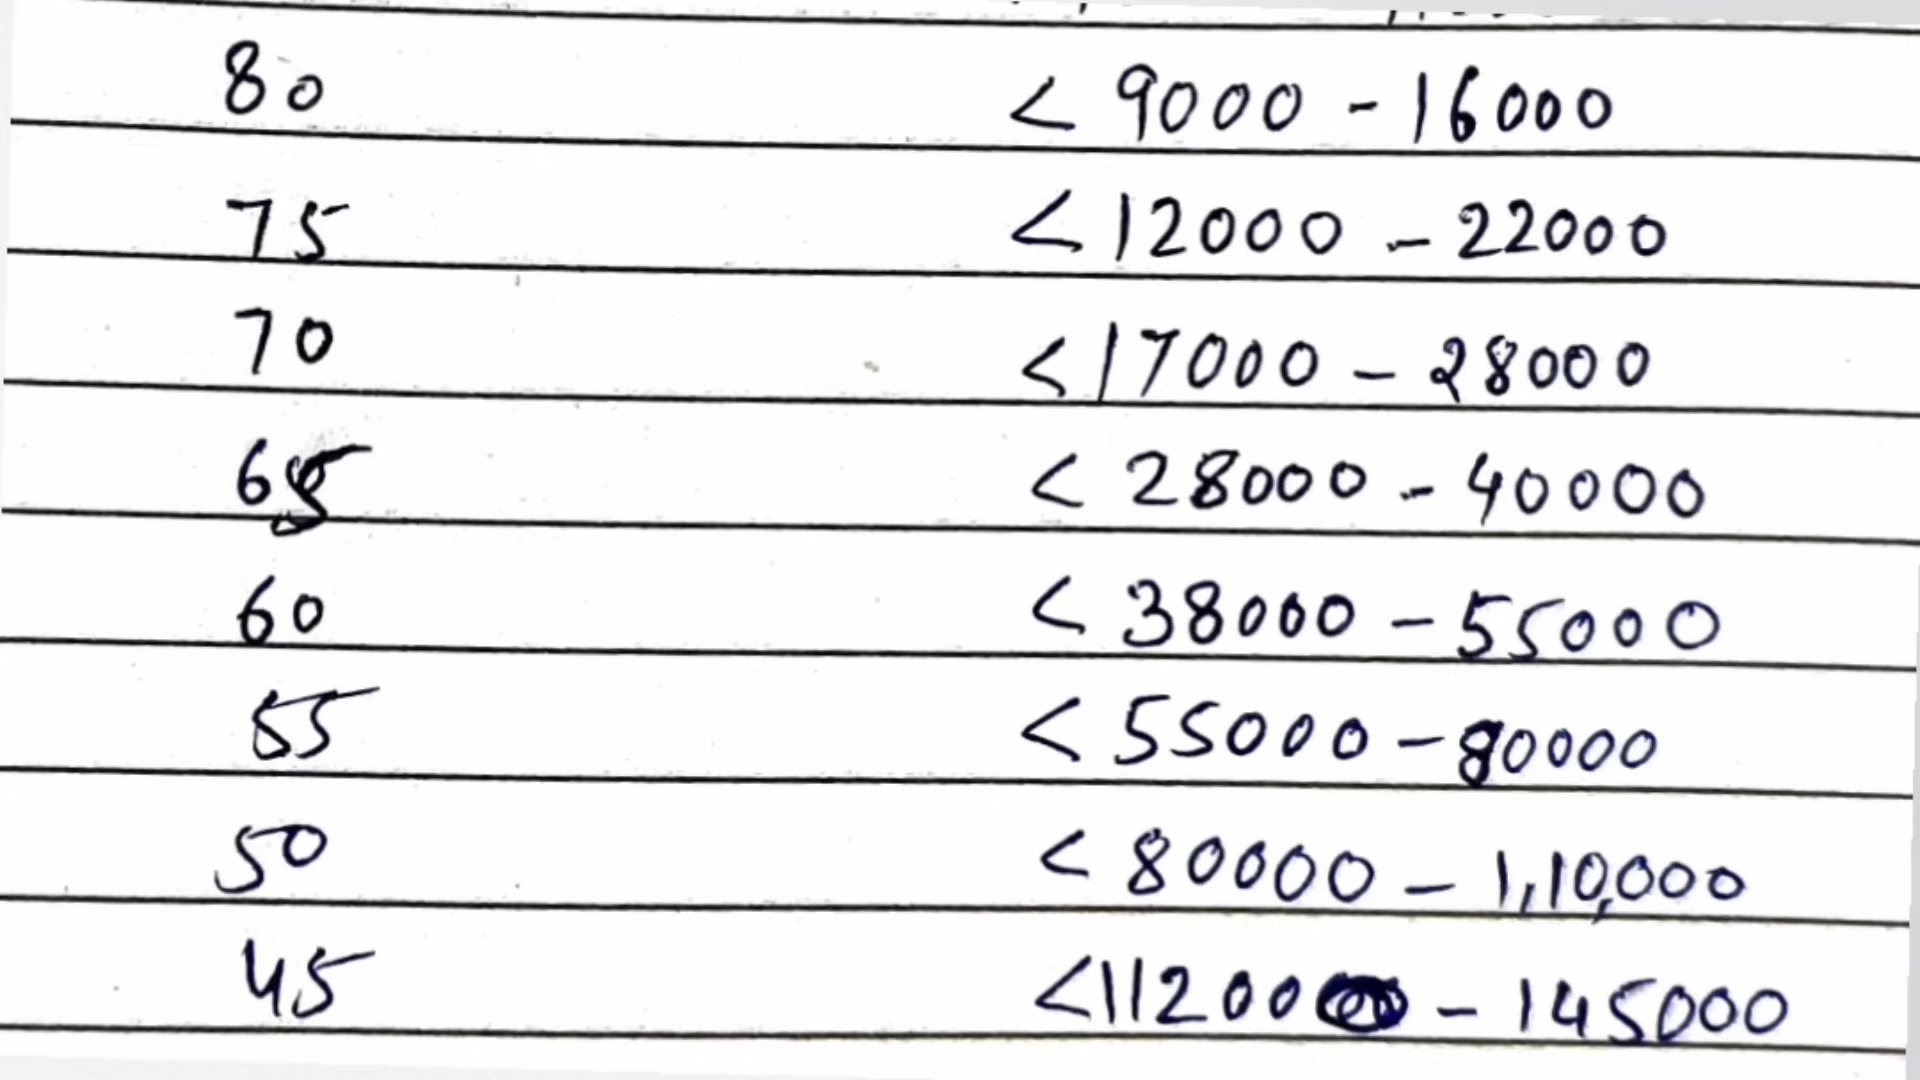 80 < 9000 - 16000
75 < 12000 - 22000
70 < 17000 - 28000
65 < 28000 - 40000
60 < 38000 - 55000
55 < 55000 - 80000
50 < 80000 - 1,10,000
45 < 112000 - 145000